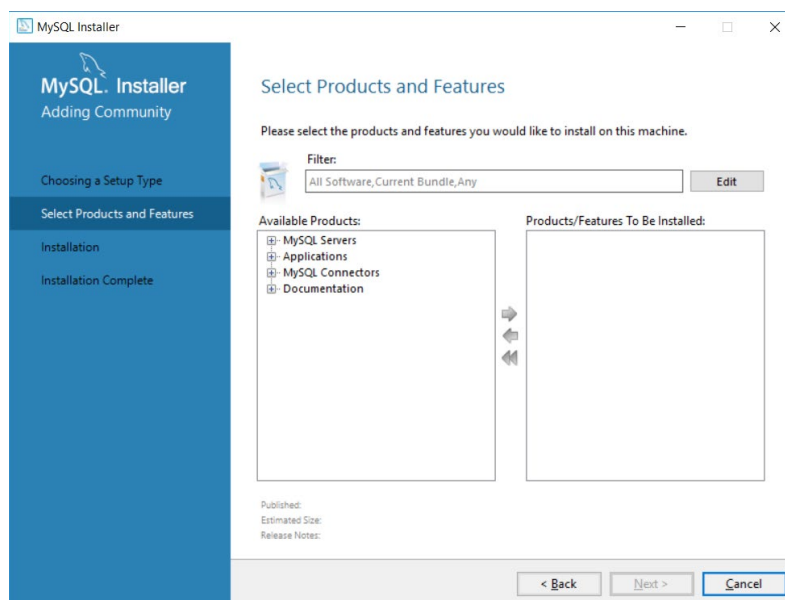 MySQL Installer
MySQL. Installer
Adding Community
Choosing a Setup Type
Select Products and Features
Installation
Installation Complete
Select Products and Features
Please select the products and features you would like to install on this machine.
Filter:
All Software,Current Bundle,Any
Edit
Available Products:
MySQL Servers
Applications
MySQL Connectors
Documentation
Products/Features To Be Installed:
Published:
Estimated Size:
Release Notes:
< Back
Next >
Cancel